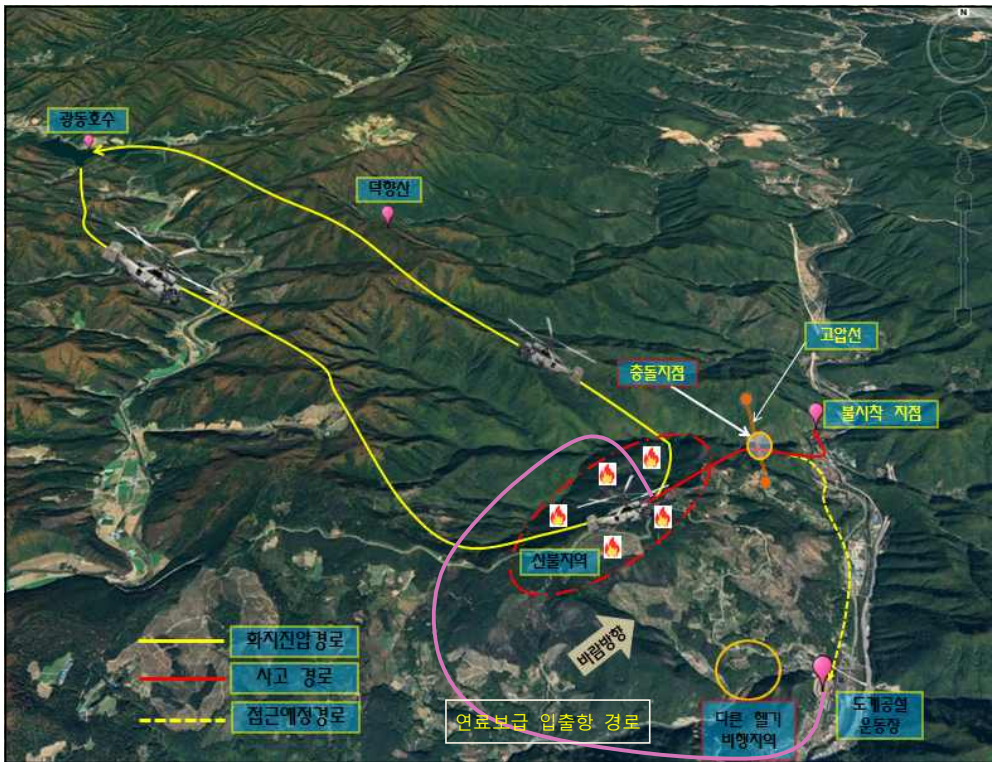 N
광동호수
덕항산
고압선
충돌지점
불시착 지점
산불지역
바람방향
화재진압경로
사고 경로
접근예정경로
연료보급 입출항 경로
다른 헬기
비행지역
도계공설
운동장